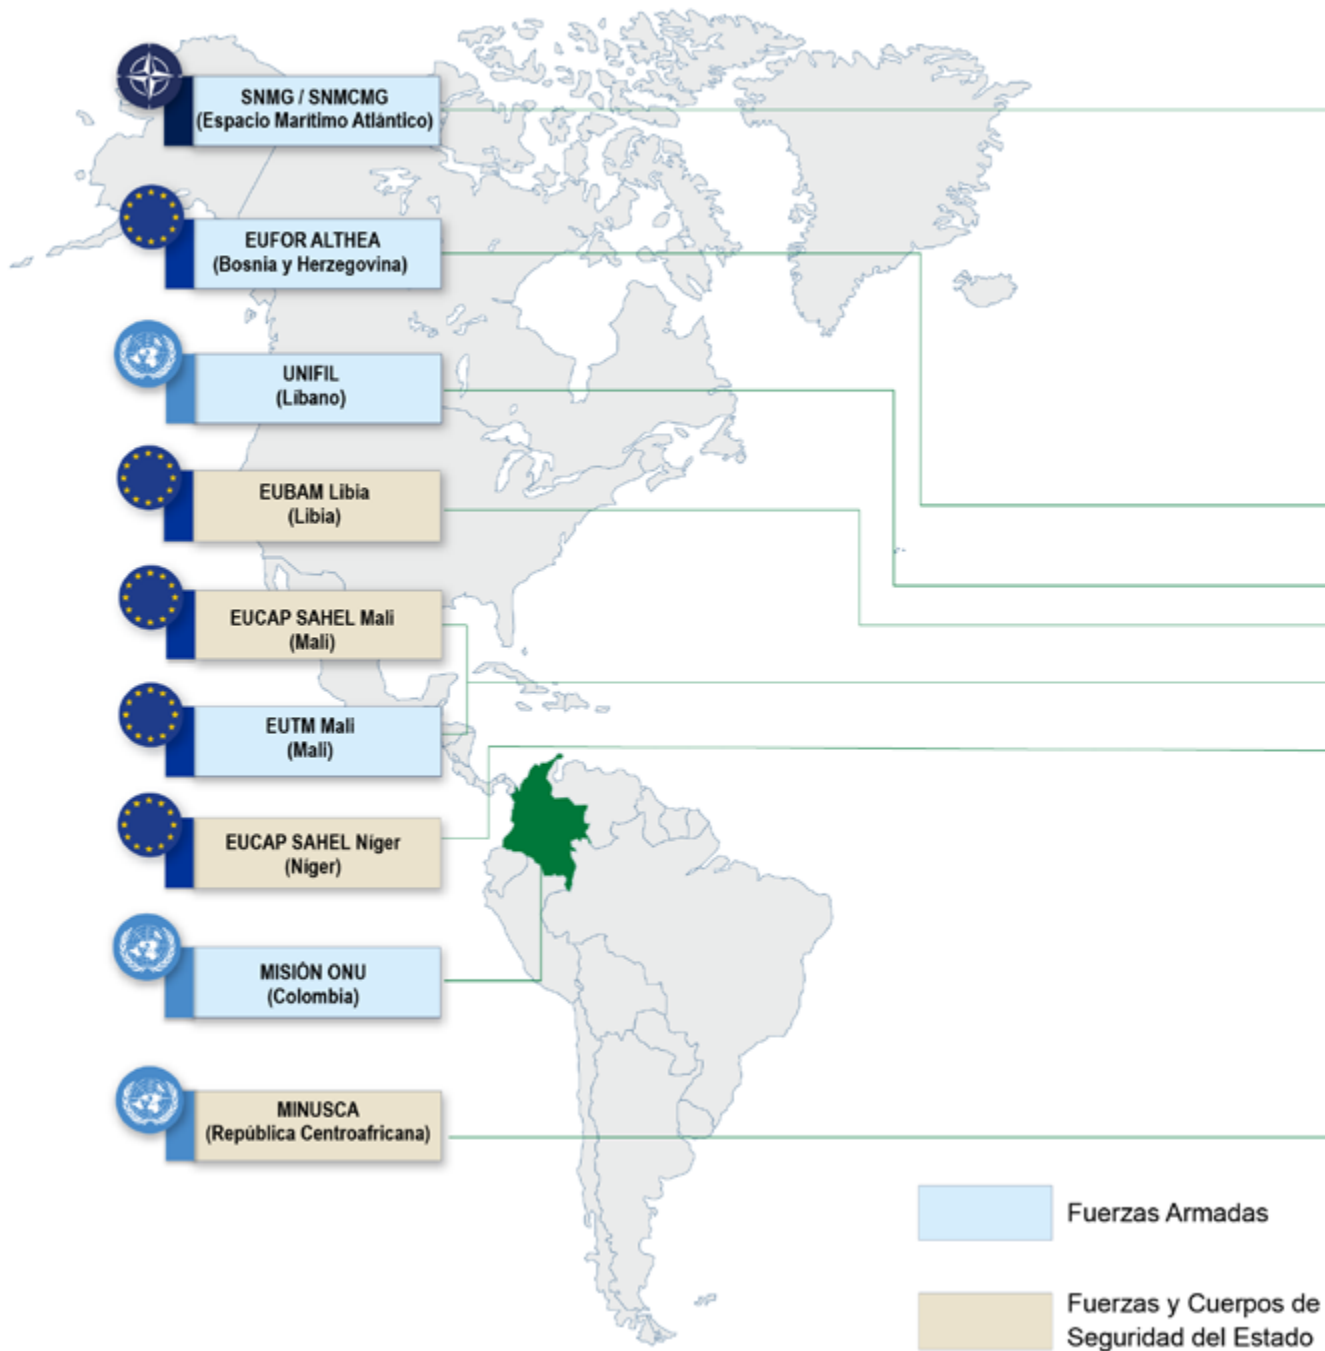 SNMG / SNMCMG
(Espacio Marítimo Atlántico)
EUFOR ALTHEA
(Bosnia y Herzegovina)
UNIFIL
(Líbano)
EUBAM Libia
(Libia)
EUCAP SAHEL Mali
(Mali)
EUTM Mali
(Mali)
EUCAP SAHEL Níger
(Níger)
MISIÓN ONU
(Colombia)
MINUSCA
(República Centroafricana)
Fuerzas Armadas
Fuerzas y Cuerpos de
Seguridad del Estado